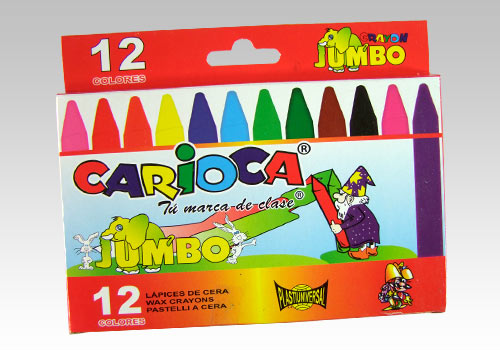 12
COLORES
CRAYON
JUMBO
CARIOCA®
Tú marca de clase®
JUMBO
12
COLORES
LÁPICES DE CERA
WAX CRAYONS
PASTELLI A CERA
PLASTIUNIVERSAL